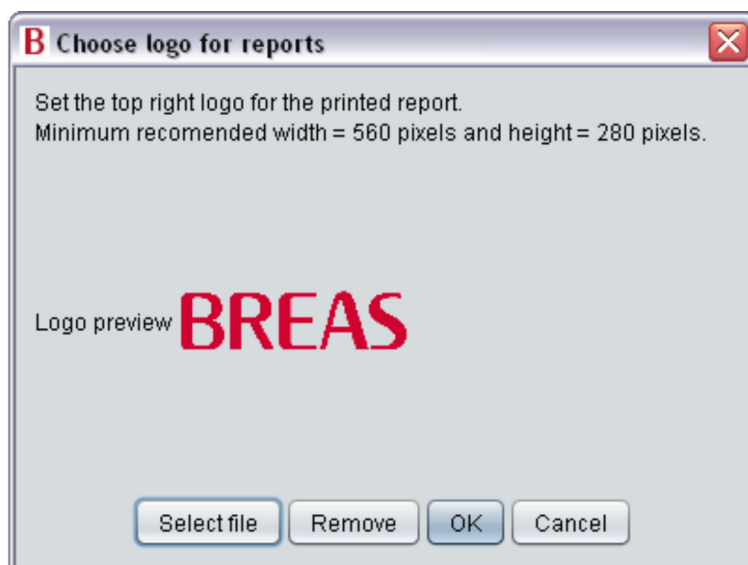 B Choose logo for reports
Set the top right logo for the printed report.
Minimum recomended width = 560 pixels and height = 280 pixels.
Logo preview BREAS
Select file Remove OK Cancel